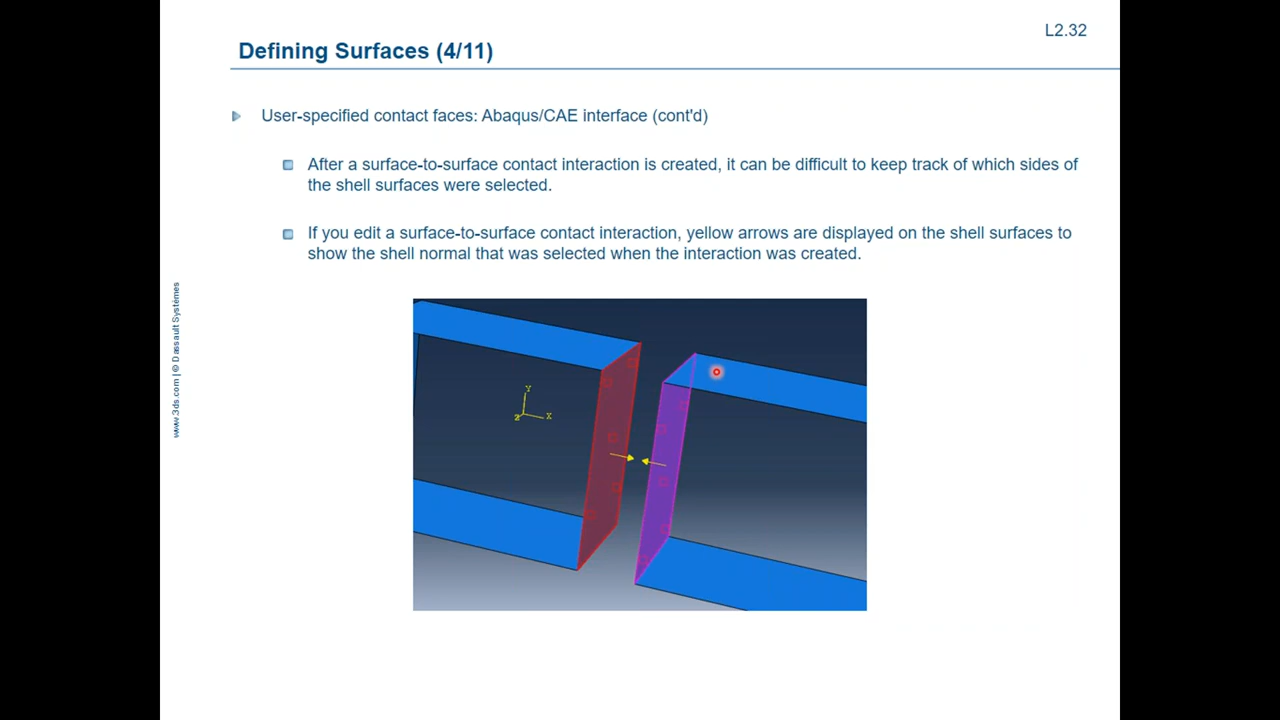 L2.32
Defining Surfaces (4/11)
User-specified contact faces: Abaqus/CAE interface (cont'd)
After a surface-to-surface contact interaction is created, it can be difficult to keep track of which sides of
the shell surfaces were selected.
If you edit a surface-to-surface contact interaction, yellow arrows are displayed on the shell surfaces to
show the shell normal that was selected when the interaction was created.
www.3ds.com | © Dassault Systèmes
Y
Z
X